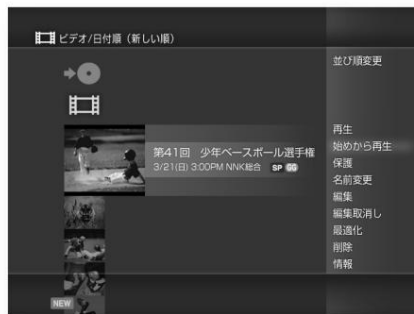 ビデオ/日付順（新しい順）
並び順変更
第41回 少年ベースボール選手権
3/21(日) 3:00PM NNK総合 SP GG
再生
始めから再生
保護
名前変更
編集
編集取消し
最適化
削除
情報
NEW